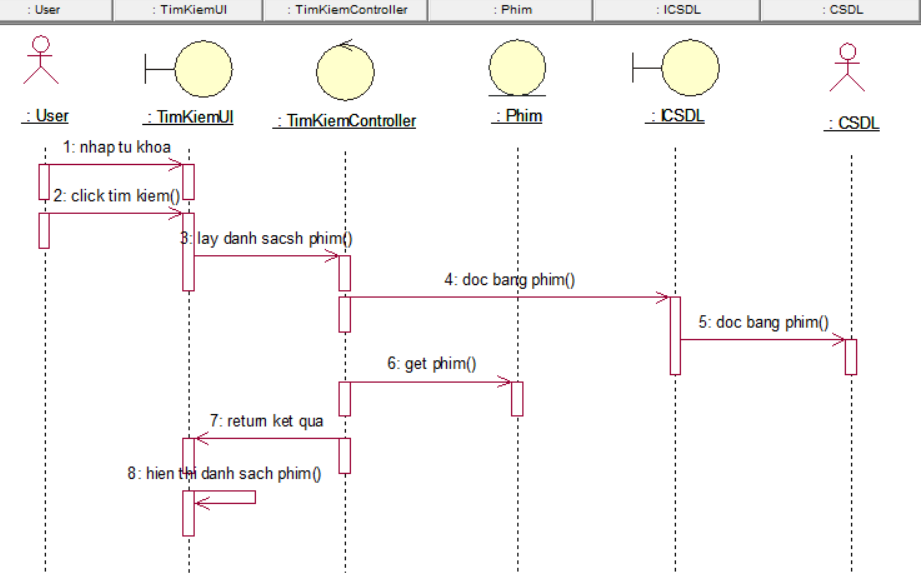 : User
: TimKiemUI
: TimKiemController
: Phim
: ICSDL
: CSDL
: User
: TimKiemUI
: TimKiemController
: Phim
: ICSDL
: CSDL
1: nhap tu khoa
2: click tim kiem()
3: lay danh sacsh phim()
4: doc bang phim()
5: doc bang phim()
6: get phim()
7: return ket qua
8: hien thi danh sach phim()